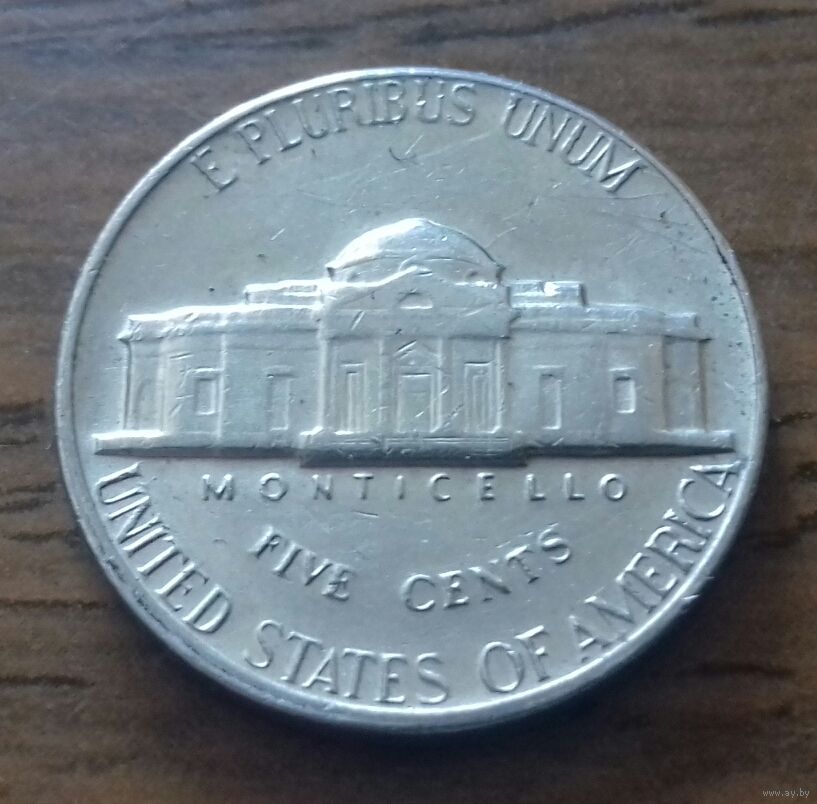 E PLURIBUS UNUM
MONTICELLO
FIVE CENTS
UNITED STATES OF AMERICA
www.ay.by